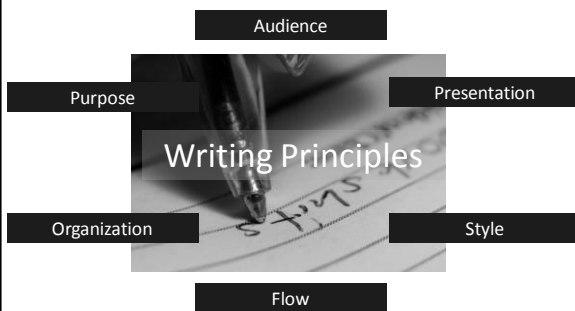 Audience
Purpose
Presentation
Writing Principles
Organization
Style
Flow